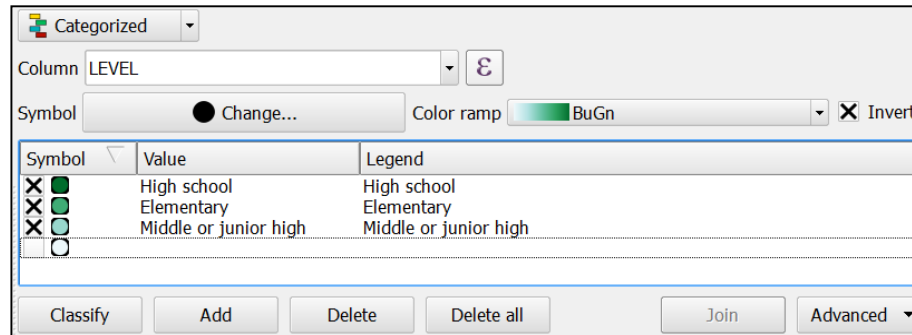 Categorized
Column LEVEL ε
Symbol Change... Color ramp BuGn Invert
Symbol Value Legend
High school High school
Elementary Elementary
Middle or junior high Middle or junior high
Classify Add Delete Delete all Join Advanced